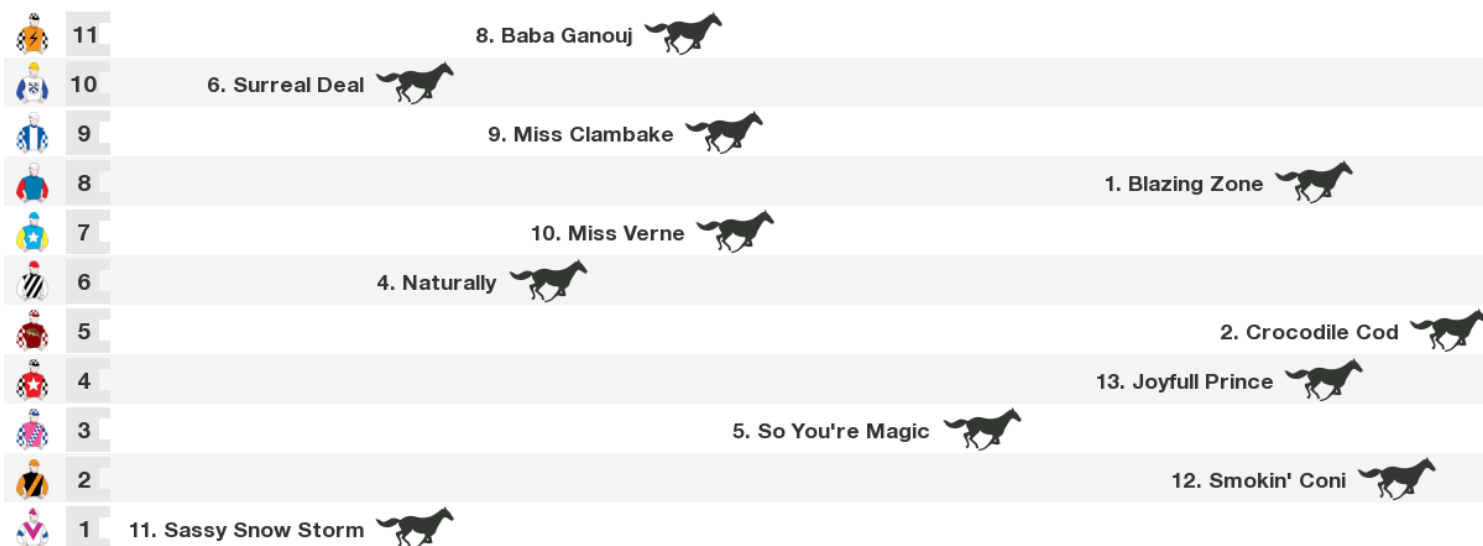 11 8. Baba Ganouj
10 6. Surreal Deal
9 9. Miss Clambake
8 1. Blazing Zone
7 10. Miss Verne
6 4. Naturally
5 2. Crocodile Cod
4 13. Joyfull Prince
3 5. So You're Magic
2 12. Smokin' Coni
1 11. Sassy Snow Storm